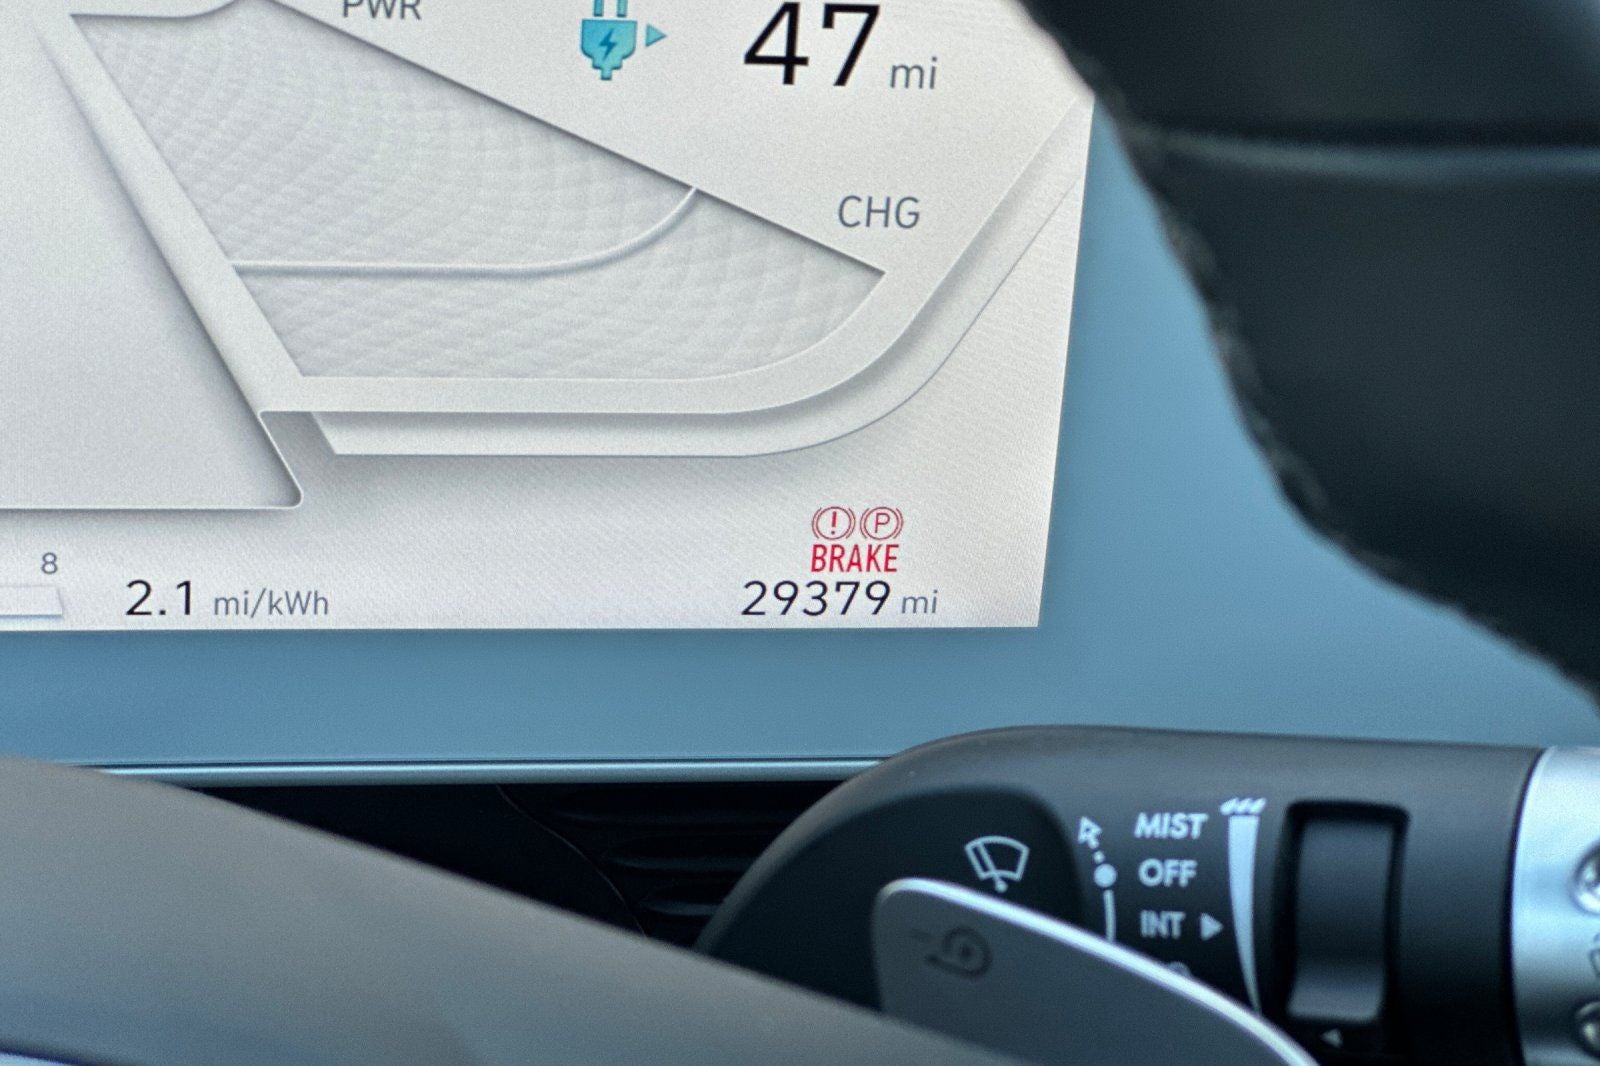 PWR
47 mi
CHG
P
BRAKE
8
2.1 mi/kWh
29379 mi
MIST
OFF
INT